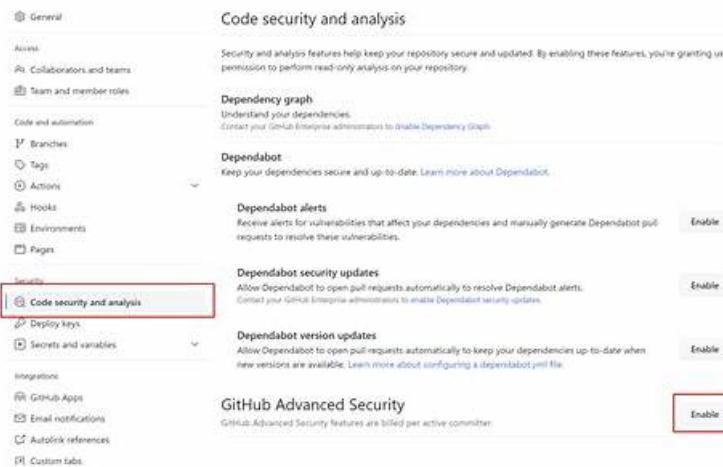 General
Access
Collaborators and teams
Team and member roles
Code and automation
Branches
Tags
Actions
Hooks
Environments
Pages
Security
Code security and analysis
Deploy keys
Secrets and variables
Integrations
GitHub Apps
Email notifications
Autolink references
Custom tabs
Code security and analysis
Security and analysis features help keep your repository secure and updated. By enabling these features, you're granting us
permission to perform read-only analysis on your repository.
Dependency graph
Understand your dependencies.
Contact your GitHub Enterprise administrators to enable Dependency Graph.
Dependabot
Keep your dependencies secure and up-to-date. Learn more about Dependabot.
Dependabot alerts
Receive alerts for vulnerabilities that affect your dependencies and manually generate Dependabot pull
requests to resolve these vulnerabilities.
Enable
Dependabot security updates
Allow Dependabot to open pull requests automatically to resolve Dependabot alerts.
Contact your GitHub Enterprise administrators to enable Dependabot security updates.
Enable
Dependabot version updates
Allow Dependabot to open pull requests automatically to keep your dependencies up-to-date when
new versions are available. Learn more about configuring a dependabot.yml file.
Enable
GitHub Advanced Security
GitHub Advanced Security features are billed per active committer.
Enable